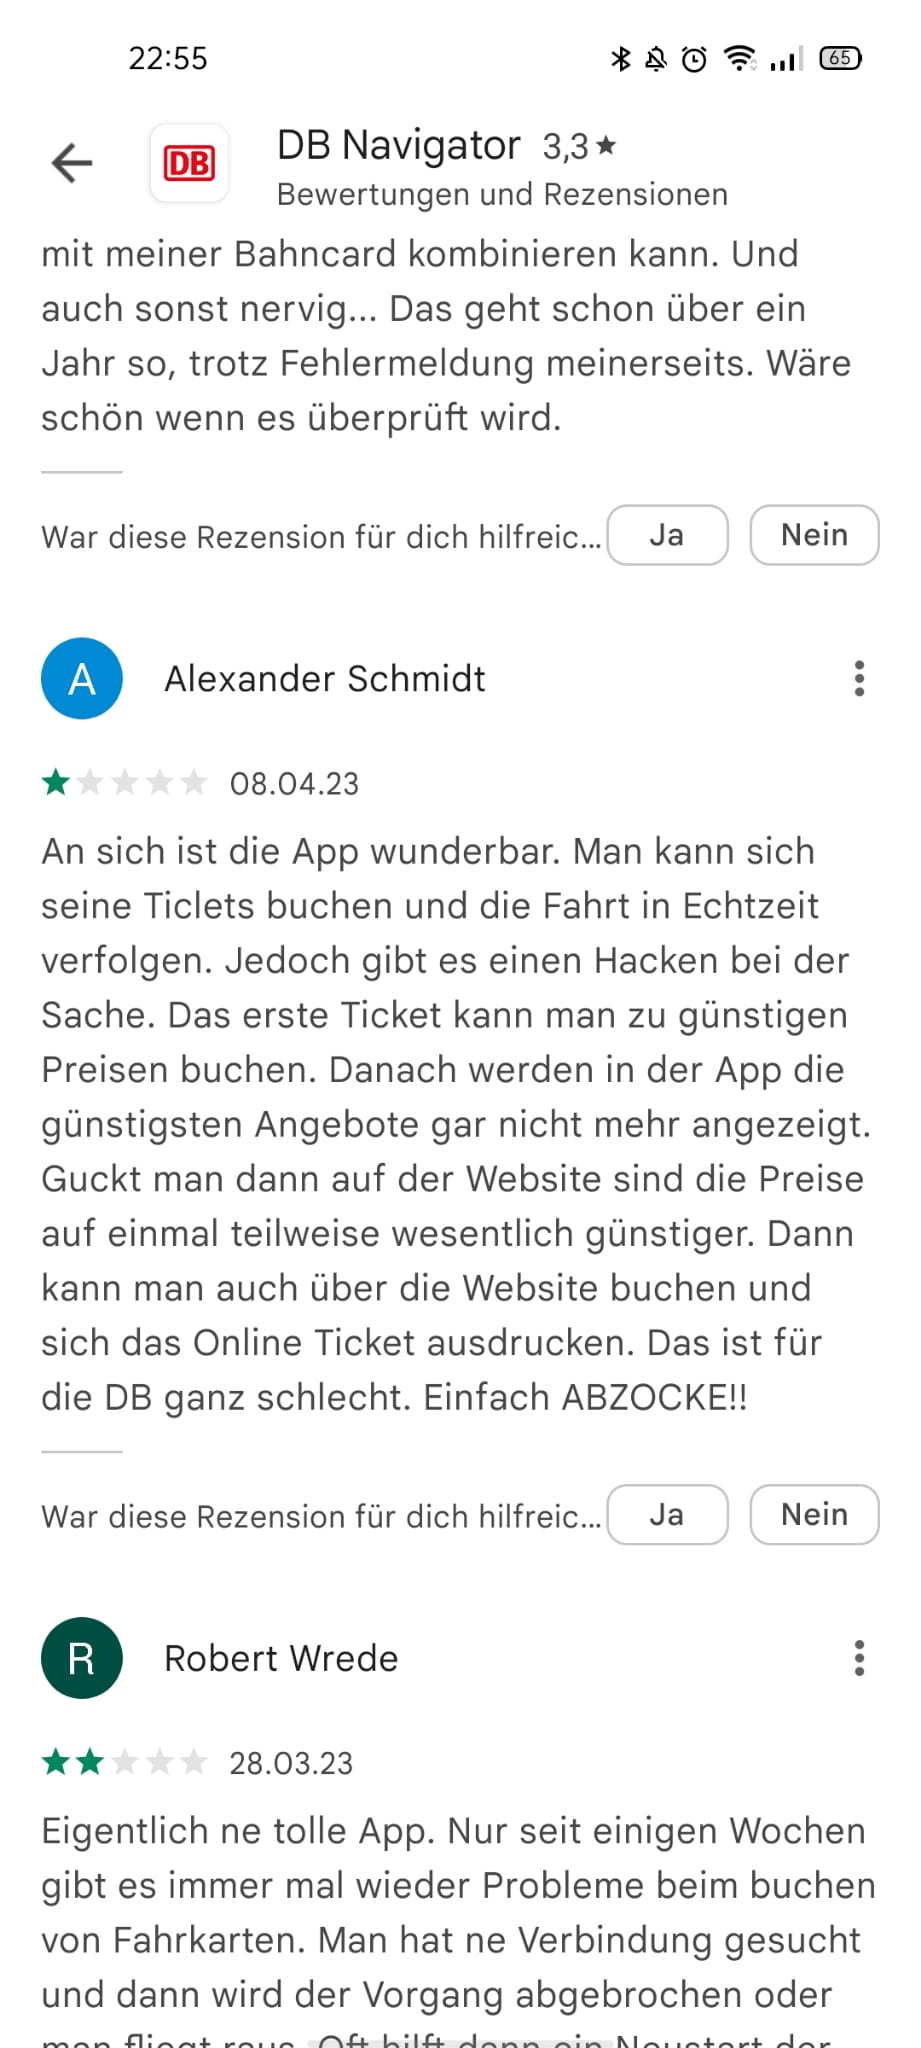 22:55
65
DB
DB Navigator 3,3★
Bewertungen und Rezensionen
mit meiner Bahncard kombinieren kann. Und
auch sonst nervig... Das geht schon über ein
Jahr so, trotz Fehlermeldung meinerseits. Wäre
schön wenn es überprüft wird.
War diese Rezension für dich hilfreic... Ja Nein
A Alexander Schmidt
08.04.23
An sich ist die App wunderbar. Man kann sich
seine Ticlets buchen und die Fahrt in Echtzeit
verfolgen. Jedoch gibt es einen Hacken bei der
Sache. Das erste Ticket kann man zu günstigen
Preisen buchen. Danach werden in der App die
günstigsten Angebote gar nicht mehr angezeigt.
Guckt man dann auf der Website sind die Preise
auf einmal teilweise wesentlich günstiger. Dann
kann man auch über die Website buchen und
sich das Online Ticket ausdrucken. Das ist für
die DB ganz schlecht. Einfach ABZOCKE!!
War diese Rezension für dich hilfreic... Ja Nein
R Robert Wrede
28.03.23
Eigentlich ne tolle App. Nur seit einigen Wochen
gibt es immer mal wieder Probleme beim buchen
von Fahrkarten. Man hat ne Verbindung gesucht
und dann wird der Vorgang abgebrochen oder
man fliegt raus. Oft hilft dann ein Neustart der